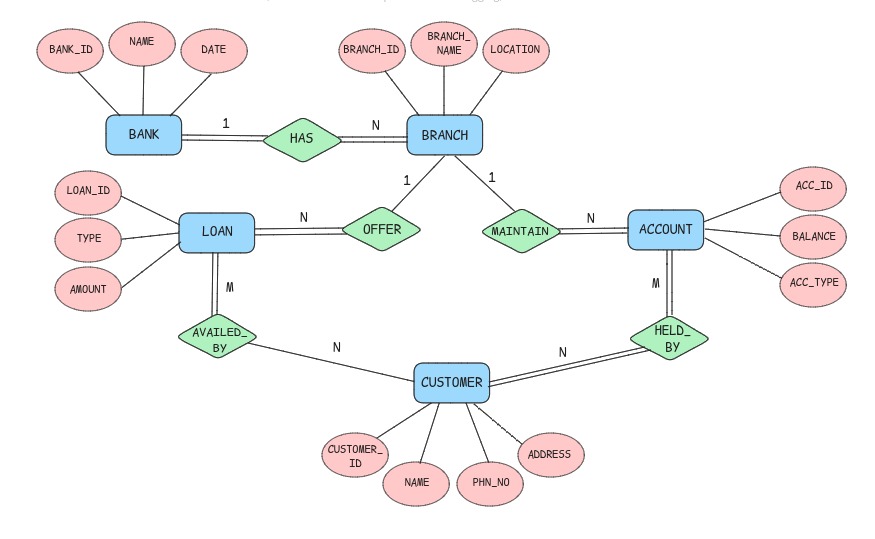 BANK_ID
NAME
DATE
BRANCH_ID
BRANCH_
NAME
LOCATION
BANK
1
HAS
N
BRANCH
LOAN_ID
TYPE
AMOUNT
LOAN
N
OFFER
1
1
MAINTAIN
N
ACCOUNT
ACC_ID
BALANCE
ACC_TYPE
M
AVAILED_
BY
N
M
HELD_
BY
N
CUSTOMER
CUSTOMER_
ID
NAME
PHN_NO
ADDRESS